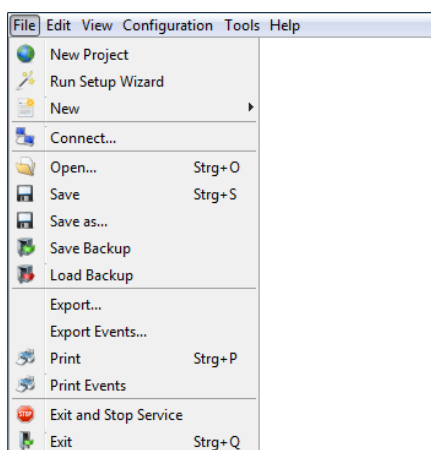 File Edit View Configuration Tools Help
New Project
Run Setup Wizard
New
Connect...
Open... Strg+O
Save Strg+S
Save as...
Save Backup
Load Backup
Export...
Export Events...
Print Strg+P
Print Events
STOP Exit and Stop Service
Exit Strg+Q